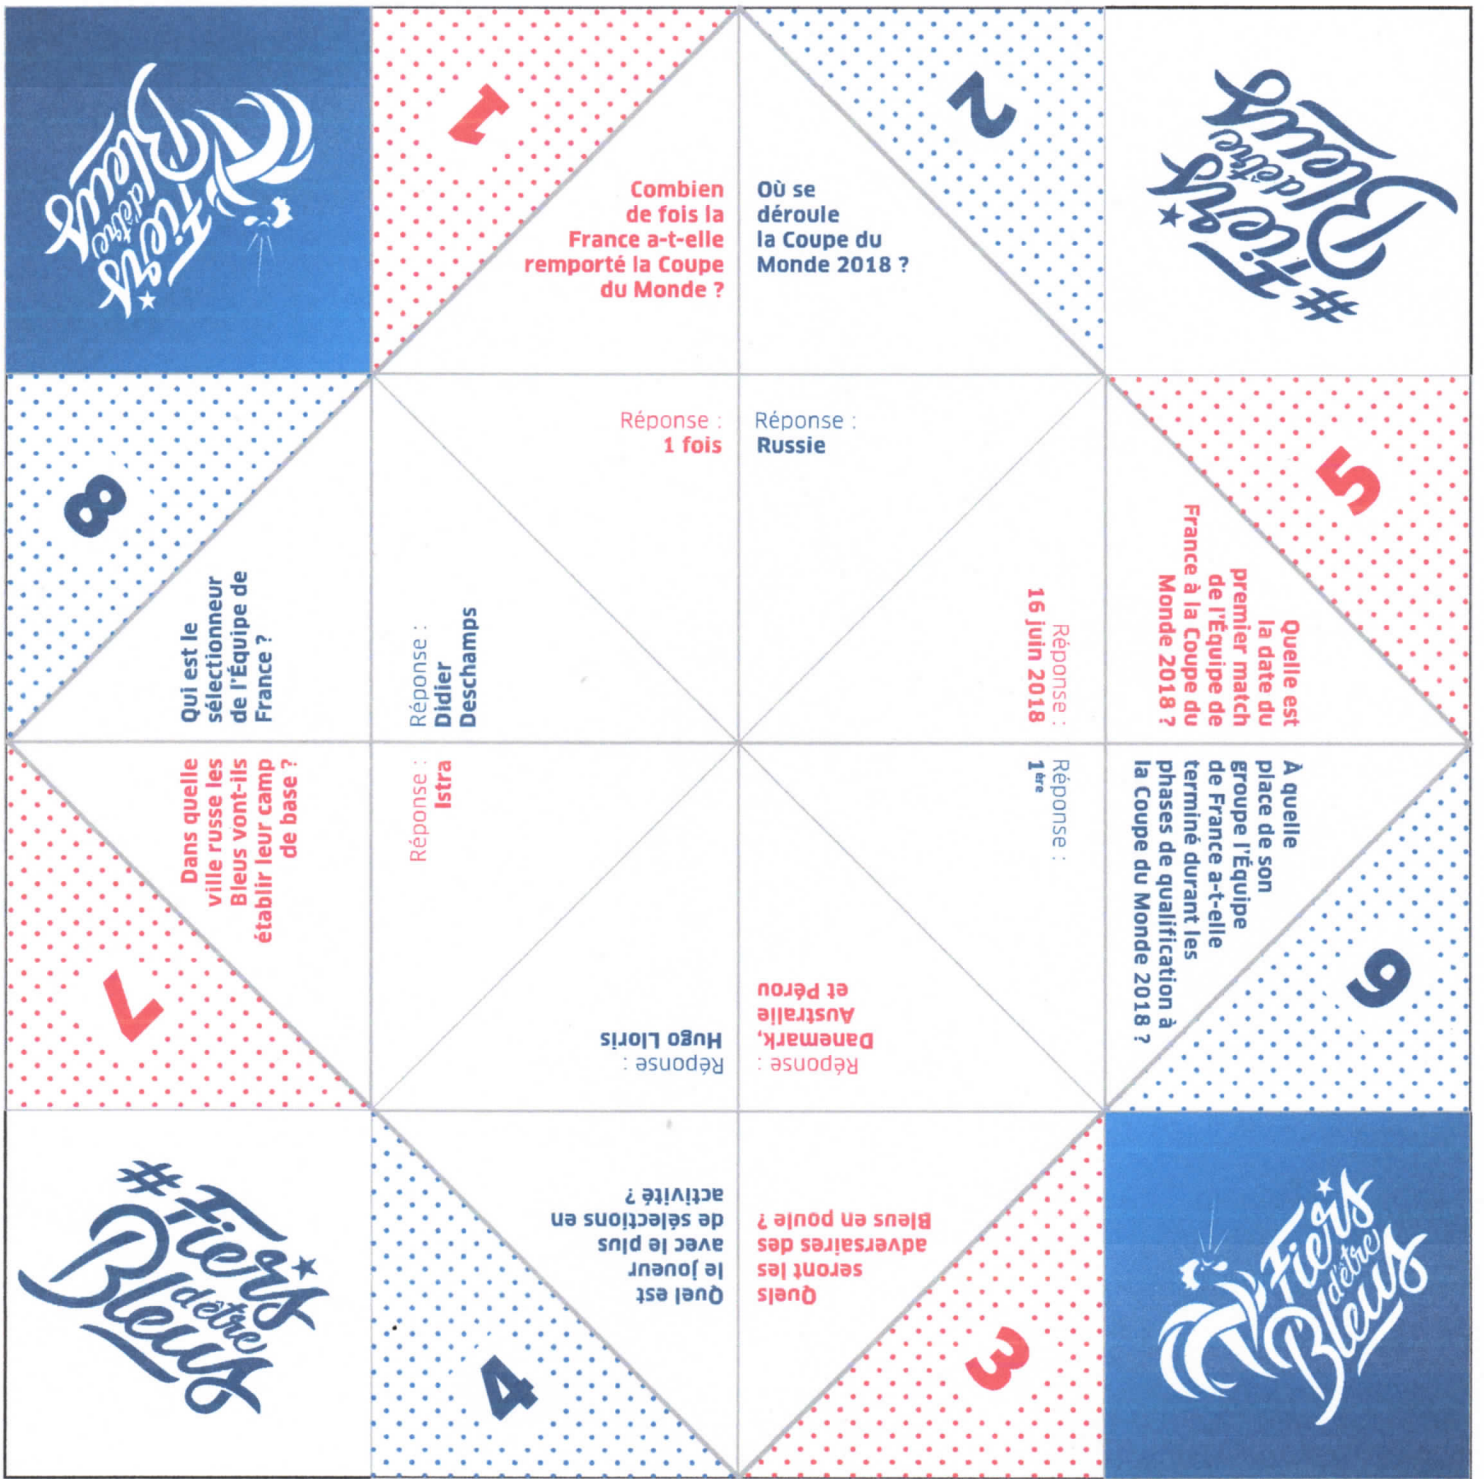 #Fiers
d'être
Bleus
1
Combien
de fois la
France a-t-elle
remporté la Coupe
du Monde ?
Réponse :
1 fois
2
Où se
déroule
la Coupe du
Monde 2018 ?
Réponse :
Russie
#Fiers
d'être
Bleus
5
Quelle est
la date du
premier match
de l'Équipe de
France à la Coupe du
Monde 2018 ?
Réponse :
16 juin 2018
6
À quelle
place de son
groupe l'Équipe
de France a-t-elle
terminé durant les
phases de qualification à
la Coupe du Monde 2018 ?
Réponse :
1ère
Fiers
d'être
Bleus
3
Quels
seront les
adversaires des
Bleus en poule ?
Réponse :
Danemark,
Australie
et Pérou
4
Quel est
le joueur
avec le plus
de sélections en
activité ?
Réponse :
Hugo Lloris
#Fiers
d'être
Bleus
7
Dans quelle
ville russe les
Bleus vont-ils
établir leur camp
de base ?
Réponse :
Istra
8
Qui est le
sélectionneur
de l'Équipe de
France ?
Réponse :
Didier
Deschamps